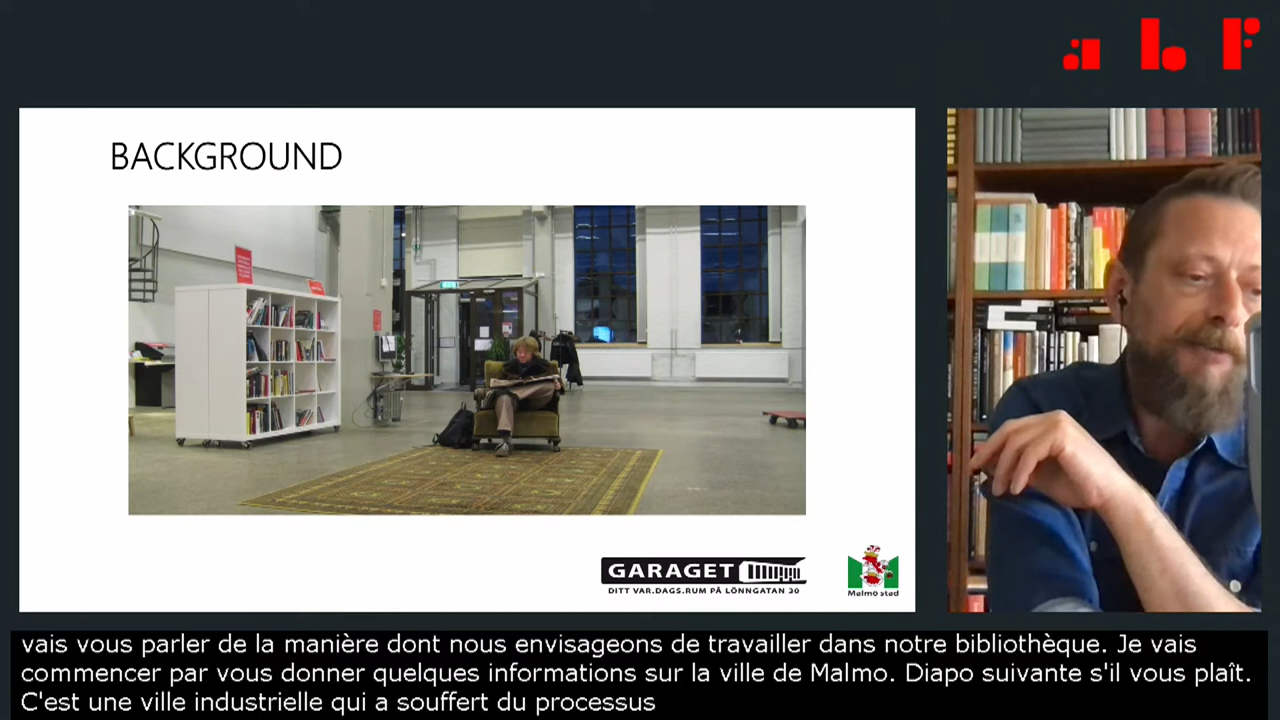 abf
BACKGROUND
GARAGET
DITT VAR.DAGS.RUM PÅ LÖNNGATAN 30
Malmö stad
vais vous parler de la manière dont nous envisageons de travailler dans notre bibliothèque. Je vais
commencer par vous donner quelques informations sur la ville de Malmo. Diapo suivante s'il vous plaît.
C'est une ville industrielle qui a souffert du processus